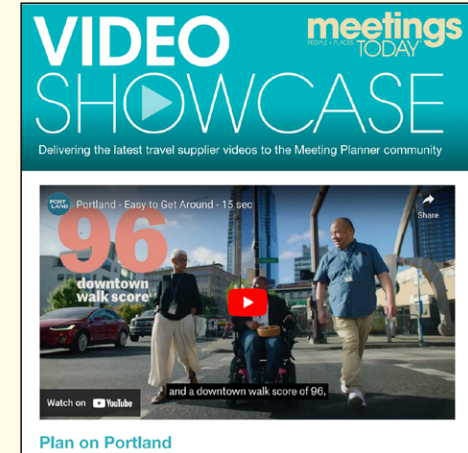 VIDEO
meetings
PEOPLE + PLACES TODAY
SHOWCASE
Delivering the latest travel supplier videos to the Meeting Planner community
PORT
LAND
Portland - Easy to Get Around - 15 sec
Share
96
downtown
walk score
and a downtown walk score of 96,
Watch on YouTube
Plan on Portland